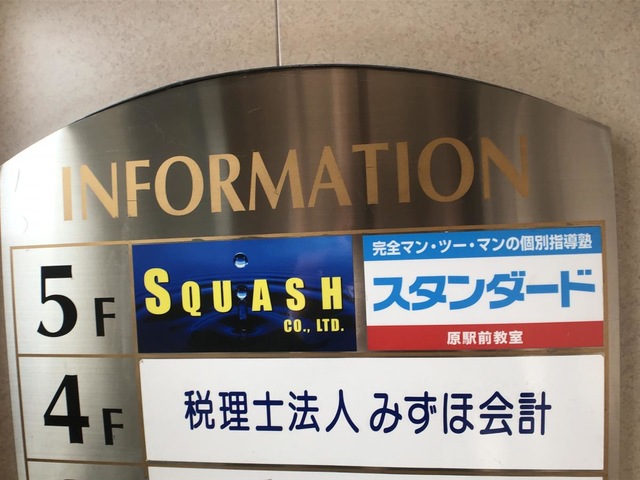 INFORMATION
5F
SQUASH
CO., LTD.
完全マン・ツー・マンの個別指導塾
スタンダード
原駅前教室
4F
税理士法人 みずほ会計